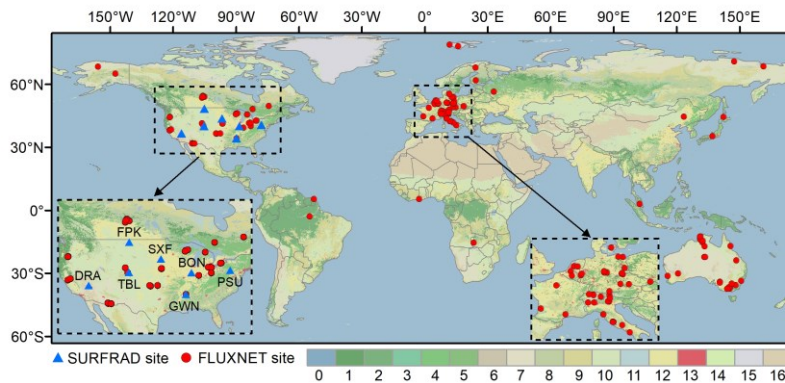 150°W 120°W 90°W 60°W 30°W 0°E 30°E 60°E 90°E 120°E 150°E
60°N
30°N
0°N
30°S
60°S
FPK
SXF
BON
DRA
TBL
PSU
GWN
SURFRAD site FLUXNET site
0 1 2 3 4 5 6 7 8 9 10 11 12 13 14 15 16